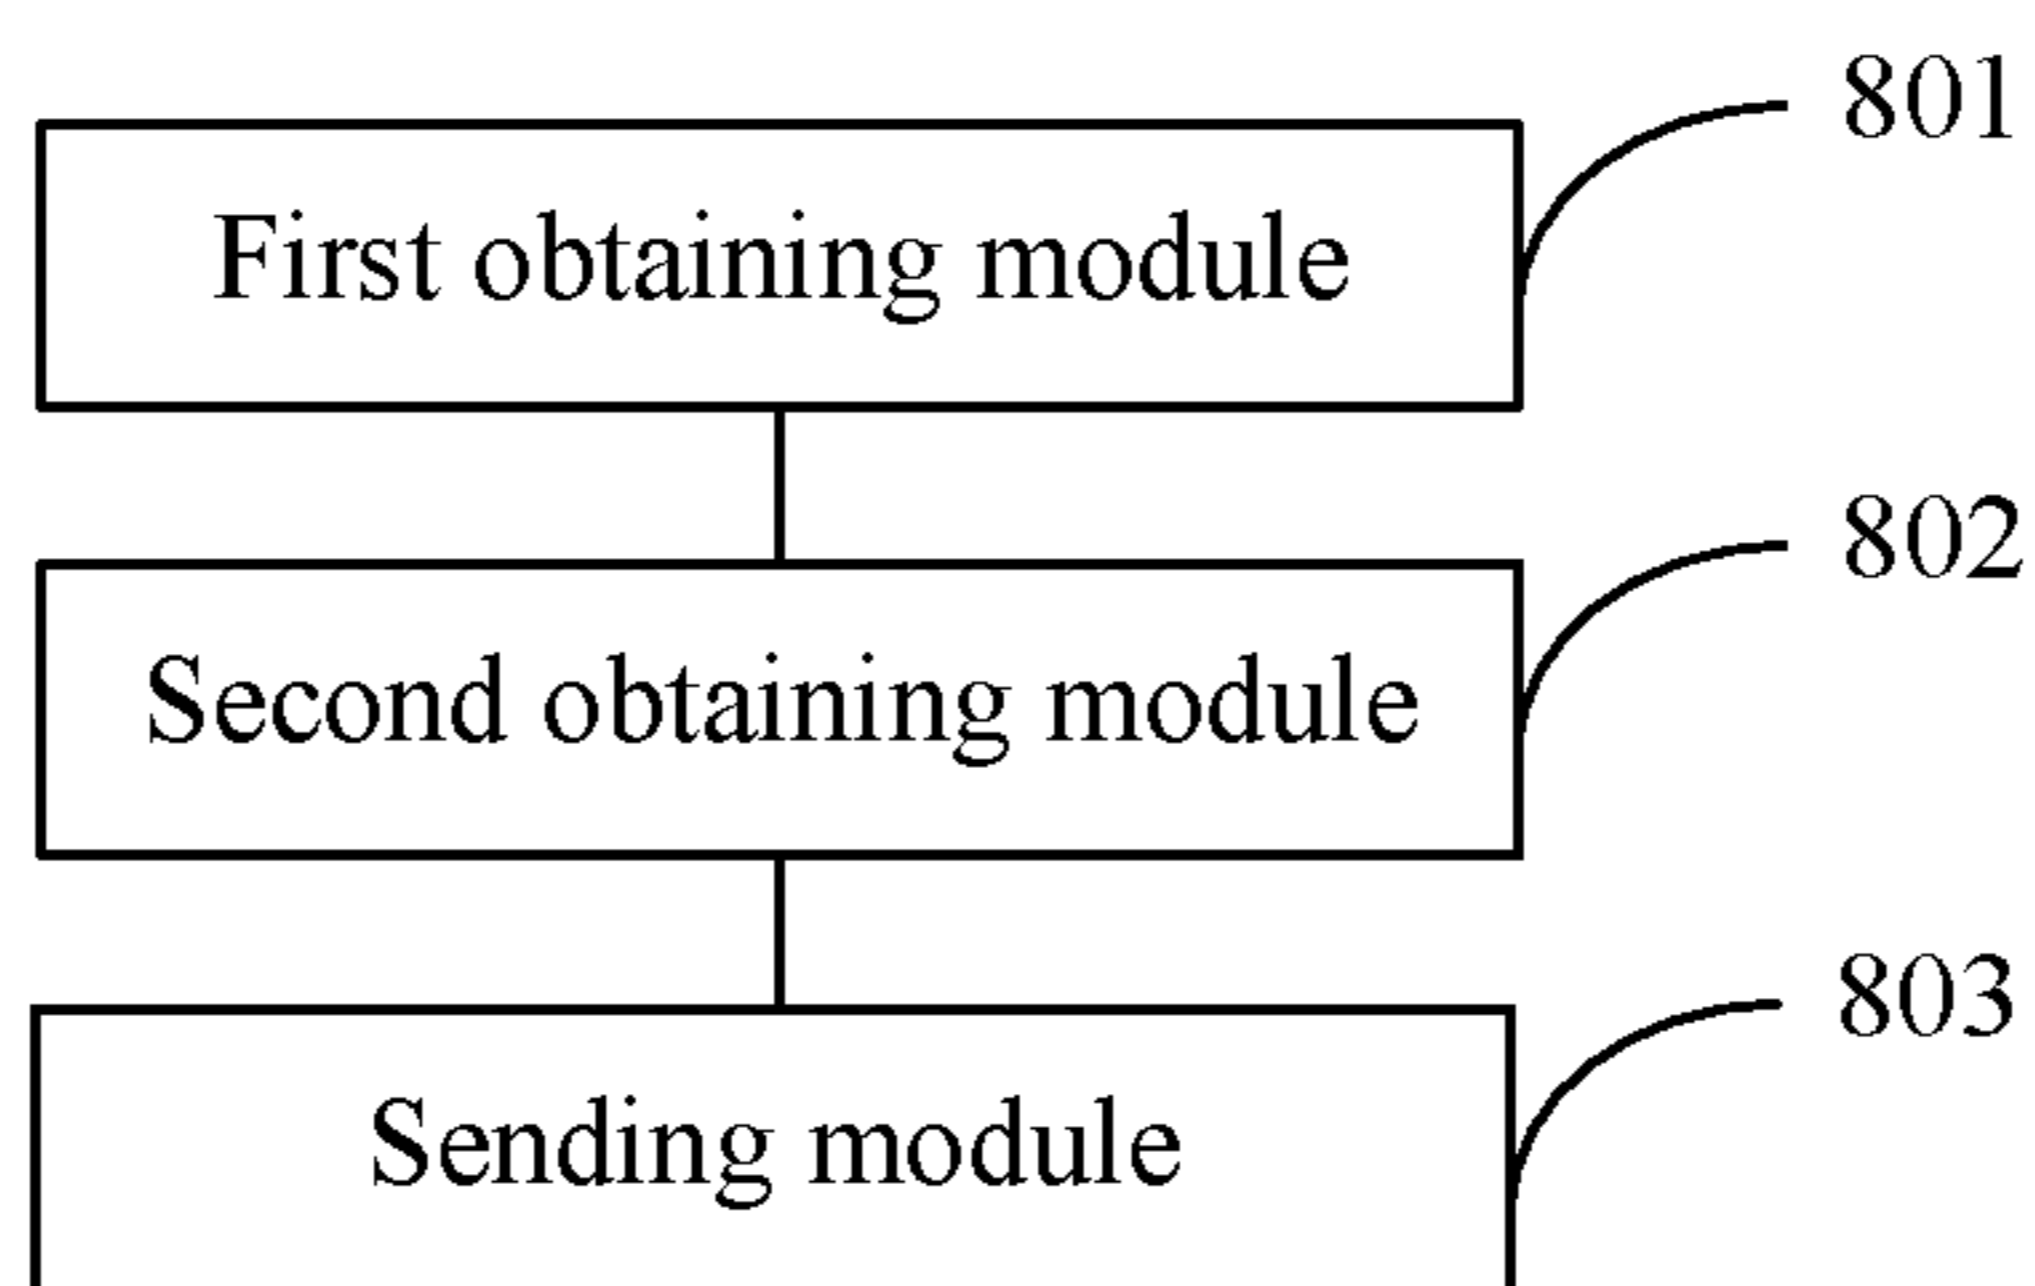 801
First obtaining module
802
Second obtaining module
803
Sending module